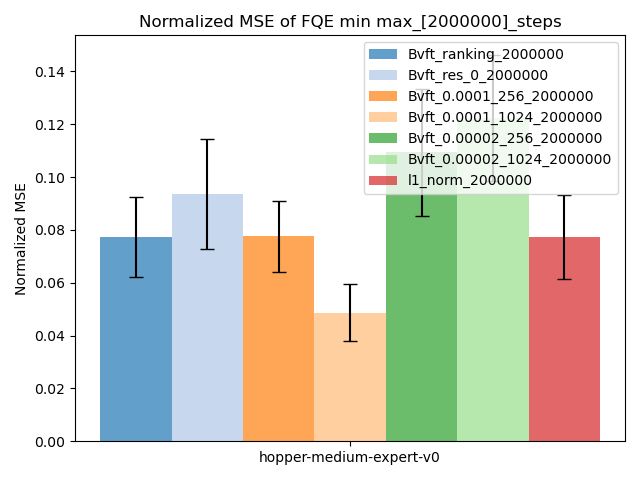 Normalized MSE of FQE min max_[2000000]_steps
Bvft_ranking_2000000
Bvft_res_0_2000000
Bvft_0.0001_256_2000000
Bvft_0.0001_1024_2000000
Bvft_0.00002_256_2000000
Bvft_0.00002_1024_2000000
l1_norm_2000000
Normalized MSE
0.14
0.12
0.10
0.08
0.06
0.04
0.02
0.00
hopper-medium-expert-v0